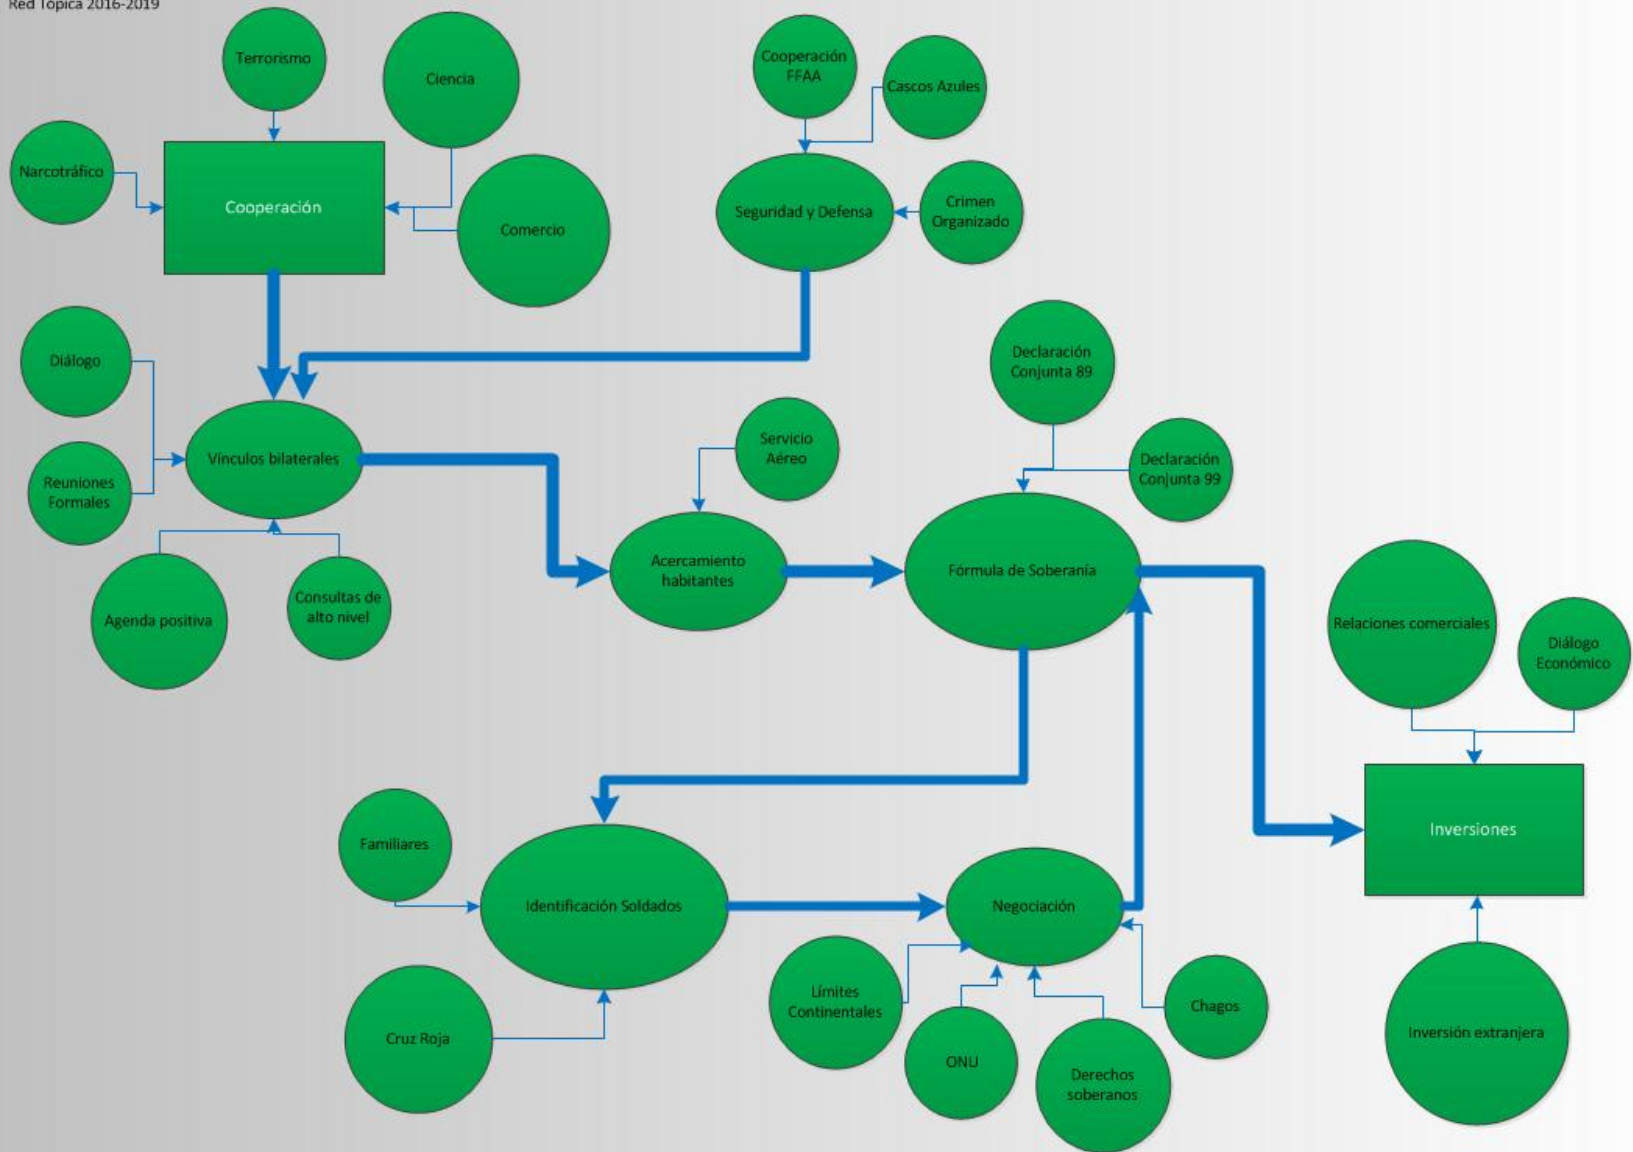 Red Tópica 2016-2019
Terrorismo
Ciencia
Cooperación
FFAA
Cascos Azules
Narcotráfico
Cooperación
Comercio
Seguridad y Defensa
Crimen
Organizado
Diálogo
Declaración
Conjunta 89
Vínculos bilaterales
Servicio
Aéreo
Declaración
Conjunta 99
Reuniones
Formales
Acercamiento
habitantes
Fórmula de Soberanía
Agenda positiva
Consultas de
alto nivel
Relaciones comerciales
Diálogo
Económico
Inversiones
Familiares
Identificación Soldados
Negociación
Límites
Continentales
Chagos
Cruz Roja
ONU
Derechos
soberanos
Inversión extranjera